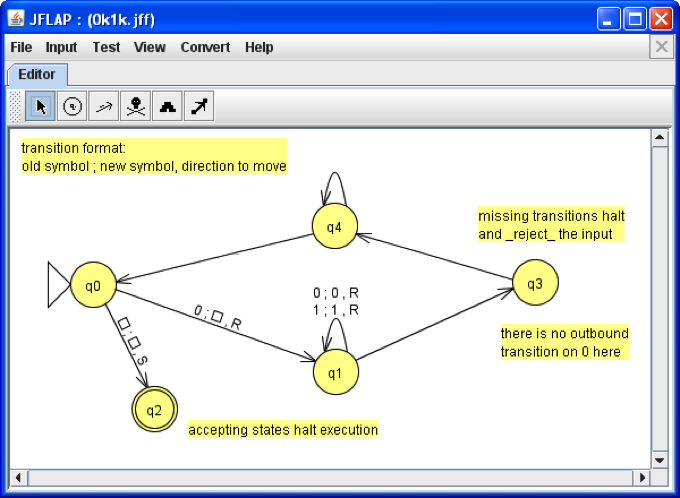 JFLAP : (0k1k.jff)
File Input Test View Convert Help
Editor
transition format:
old symbol ; new symbol, direction to move
q4
missing transitions halt
and _reject_ the input
q0
q3
0 ; 0 , R
1 ; 1 , R
0 ; □ , R
□ ; □ , S
there is no outbound
transition on 0 here
q1
q2
accepting states halt execution